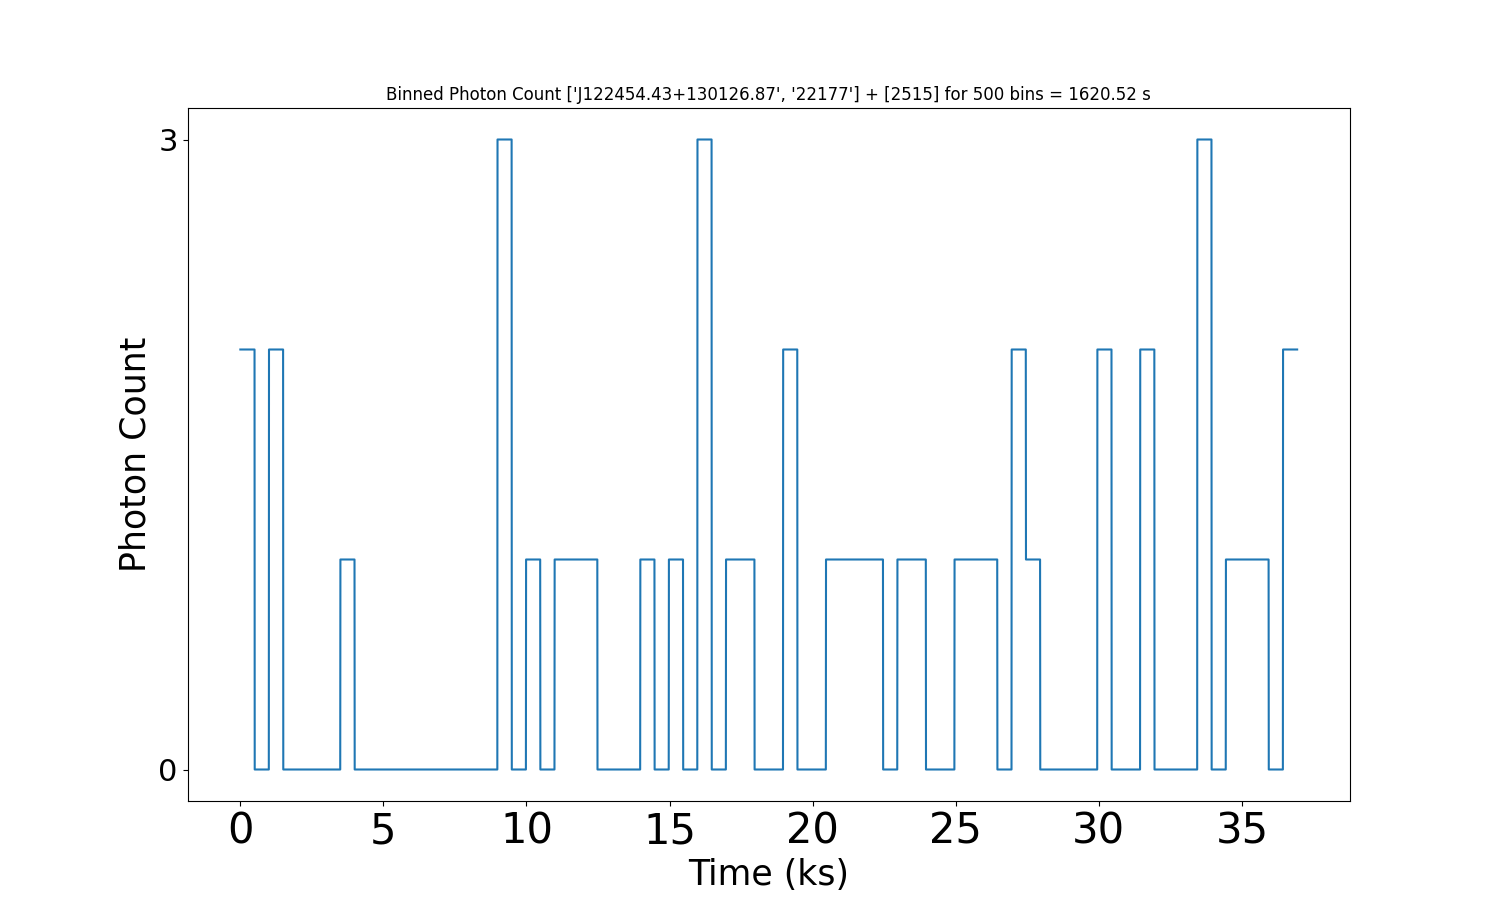 Binned Photon Count ['J122454.43+130126.87', '22177'] + [2515] for 500 bins = 1620.52 s
3
0
Photon Count
0 5 10 15 20 25 30 35
Time (ks)